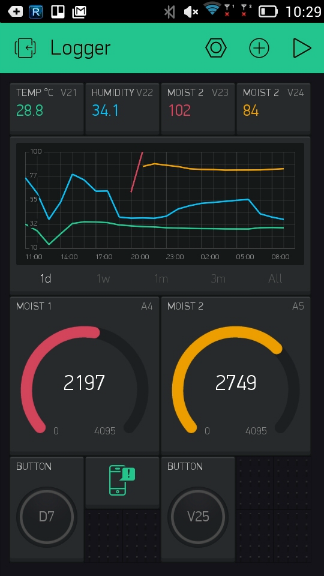 10:29
Logger
TEMP °C V21
28.8
HUMIDITY V22
34.1
MOIST 2 V23
102
MOIST 2 V24
84
100
77
55
32
10
11:00 14:00 17:00 20:00 23:00 02:00 05:00 08:00
1d 1w 1m 3m All
MOIST 1 A4
2197
0 4095
MOIST 2 A5
2749
0 4095
BUTTON
D7
BUTTON
V25